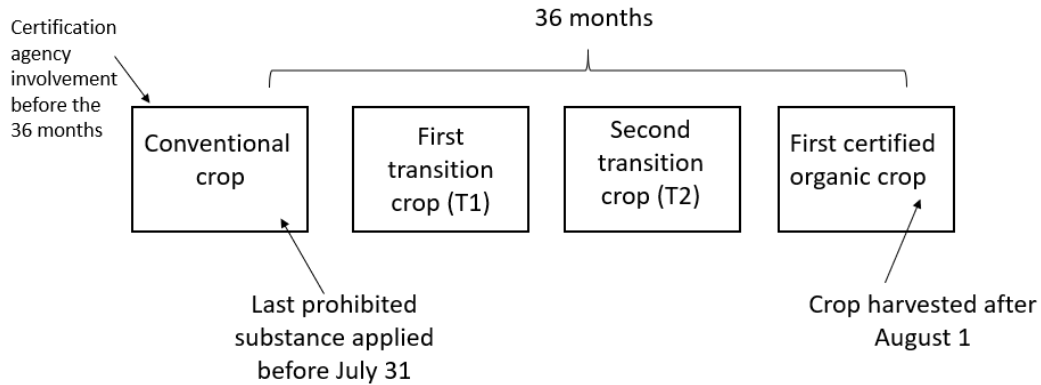 36 months
Certification
agency
involvement
before the
36 months
Conventional
crop
First
transition
crop (T1)
Second
transition
crop (T2)
First certified
organic crop
Last prohibited
substance applied
before July 31
Crop harvested after
August 1